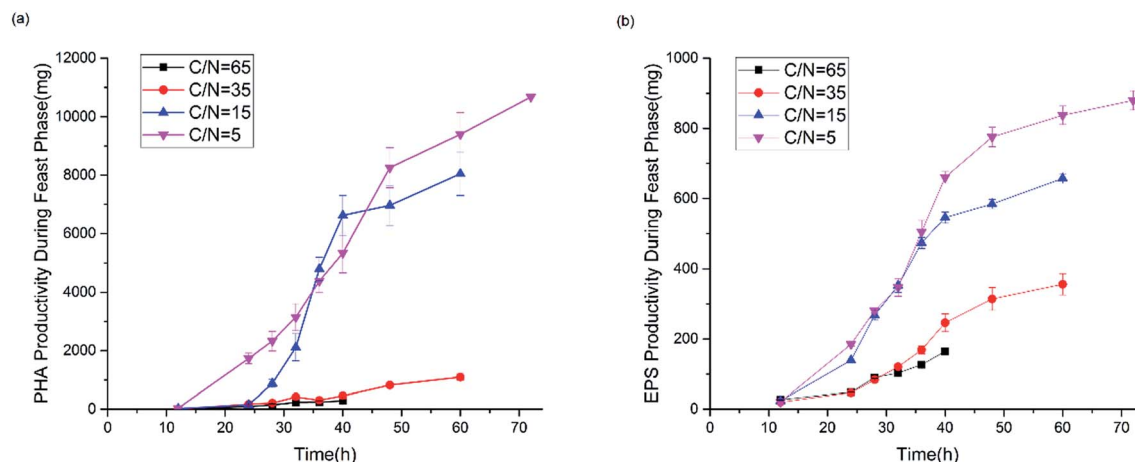 (a)
PHA Productivity During Feast Phase(mg)
12000
10000
8000
6000
4000
2000
0
C/N=65
C/N=35
C/N=15
C/N=5
0 10 20 30 40 50 60 70
Time(h)
(b)
EPS Productivity During Feast Phase(mg)
1000
800
600
400
200
0
C/N=65
C/N=35
C/N=15
C/N=5
0 10 20 30 40 50 60 70
Time(h)